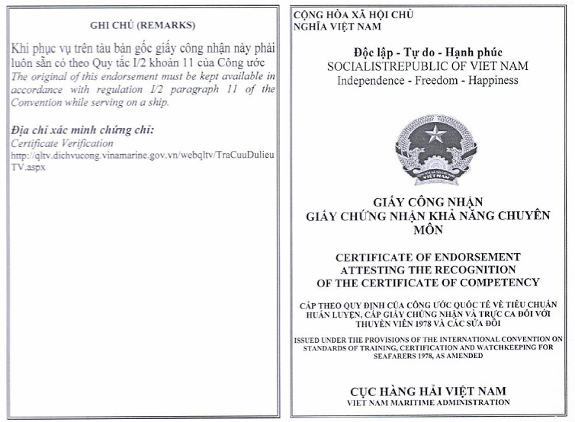 GHI CHÚ (REMARKS)
Khi phục vụ trên tàu bản gốc giấy công nhận này phải
luôn sẵn có theo Quy tắc I/2 khoản 11 của Công ước
The original of this endorsement must be kept available in
accordance with regulation I/2 paragraph 11 of the
Convention while serving on a ship.
Địa chỉ xác minh chứng chỉ:
Certificate Verification
http://qltv.dichvucong.vinamarine.gov.vn/webqltv/TraCuuDulieu
TV.aspx
CỘNG HÒA XÃ HỘI CHỦ
NGHĨA VIỆT NAM
Độc lập - Tự do - Hạnh phúc
SOCIALISTREPUBLIC OF VIET NAM
Independence - Freedom - Happiness
VIỆT NAM
GIẤY CÔNG NHẬN
GIẤY CHỨNG NHẬN KHẢ NĂNG CHUYÊN
MÔN
CERTIFICATE OF ENDORSEMENT
ATTESTING THE RECOGNITION
OF THE CERTIFICATE OF COMPETENCY
CẤP THEO QUY ĐỊNH CỦA CÔNG ƯỚC QUỐC TẾ VỀ TIÊU CHUẨN
HUẤN LUYỆN, CẤP GIẤY CHỨNG NHẬN VÀ TRỰC CA ĐỐI VỚI
THUYỀN VIÊN 1978 VÀ CÁC SỬA ĐỔI
ISSUED UNDER THE PROVISIONS OF THE INTERNATIONAL CONVENTION ON
STANDARDS OF TRAINING, CERTIFICATION AND WATCHKEEPING FOR
SEAFARERS 1978, AS AMENDED
CỤC HÀNG HẢI VIỆT NAM
VIET NAM MARITIME ADMINISTRATION